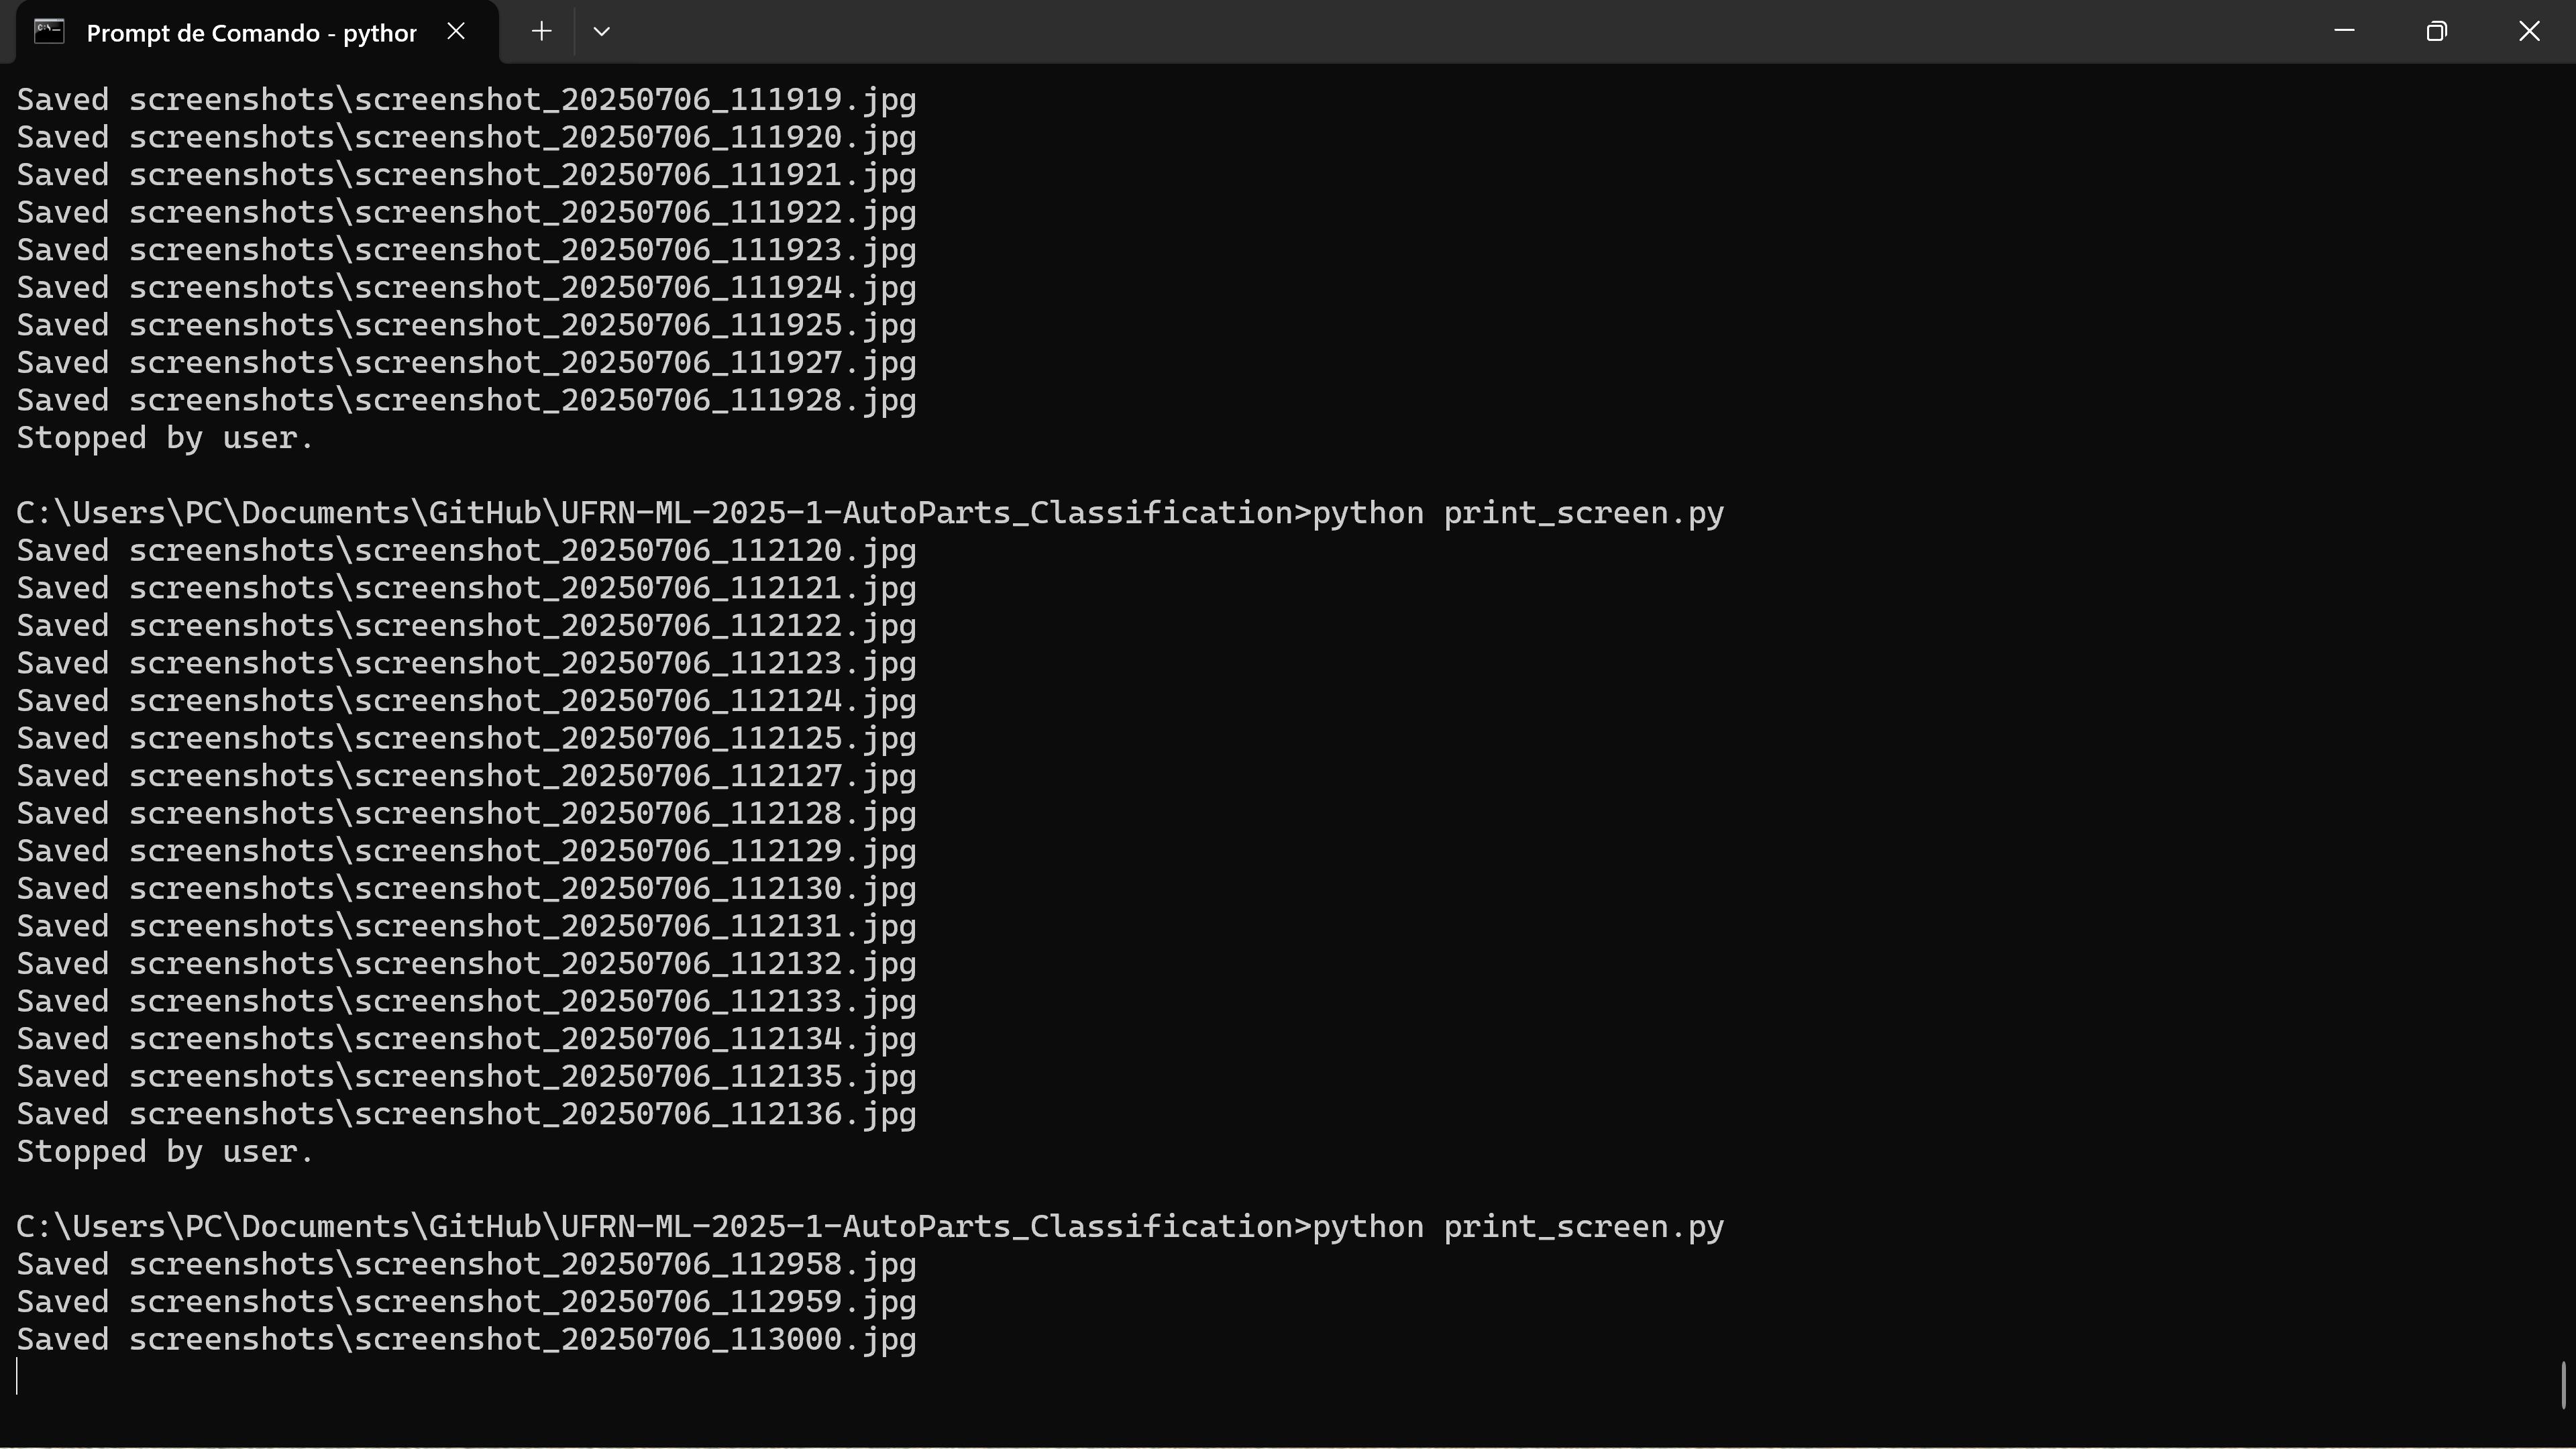 Prompt de Comando - python
Saved screenshots\screenshot_20250706_111919.jpg
Saved screenshots\screenshot_20250706_111920.jpg
Saved screenshots\screenshot_20250706_111921.jpg
Saved screenshots\screenshot_20250706_111922.jpg
Saved screenshots\screenshot_20250706_111923.jpg
Saved screenshots\screenshot_20250706_111924.jpg
Saved screenshots\screenshot_20250706_111925.jpg
Saved screenshots\screenshot_20250706_111927.jpg
Saved screenshots\screenshot_20250706_111928.jpg
Stopped by user.
C:\Users\PC\Documents\GitHub\UFRN-ML-2025-1-AutoParts_Classification>python print_screen.py
Saved screenshots\screenshot_20250706_112120.jpg
Saved screenshots\screenshot_20250706_112121.jpg
Saved screenshots\screenshot_20250706_112122.jpg
Saved screenshots\screenshot_20250706_112123.jpg
Saved screenshots\screenshot_20250706_112124.jpg
Saved screenshots\screenshot_20250706_112125.jpg
Saved screenshots\screenshot_20250706_112127.jpg
Saved screenshots\screenshot_20250706_112128.jpg
Saved screenshots\screenshot_20250706_112129.jpg
Saved screenshots\screenshot_20250706_112130.jpg
Saved screenshots\screenshot_20250706_112131.jpg
Saved screenshots\screenshot_20250706_112132.jpg
Saved screenshots\screenshot_20250706_112133.jpg
Saved screenshots\screenshot_20250706_112134.jpg
Saved screenshots\screenshot_20250706_112135.jpg
Saved screenshots\screenshot_20250706_112136.jpg
Stopped by user.
C:\Users\PC\Documents\GitHub\UFRN-ML-2025-1-AutoParts_Classification>python print_screen.py
Saved screenshots\screenshot_20250706_112958.jpg
Saved screenshots\screenshot_20250706_112959.jpg
Saved screenshots\screenshot_20250706_113000.jpg